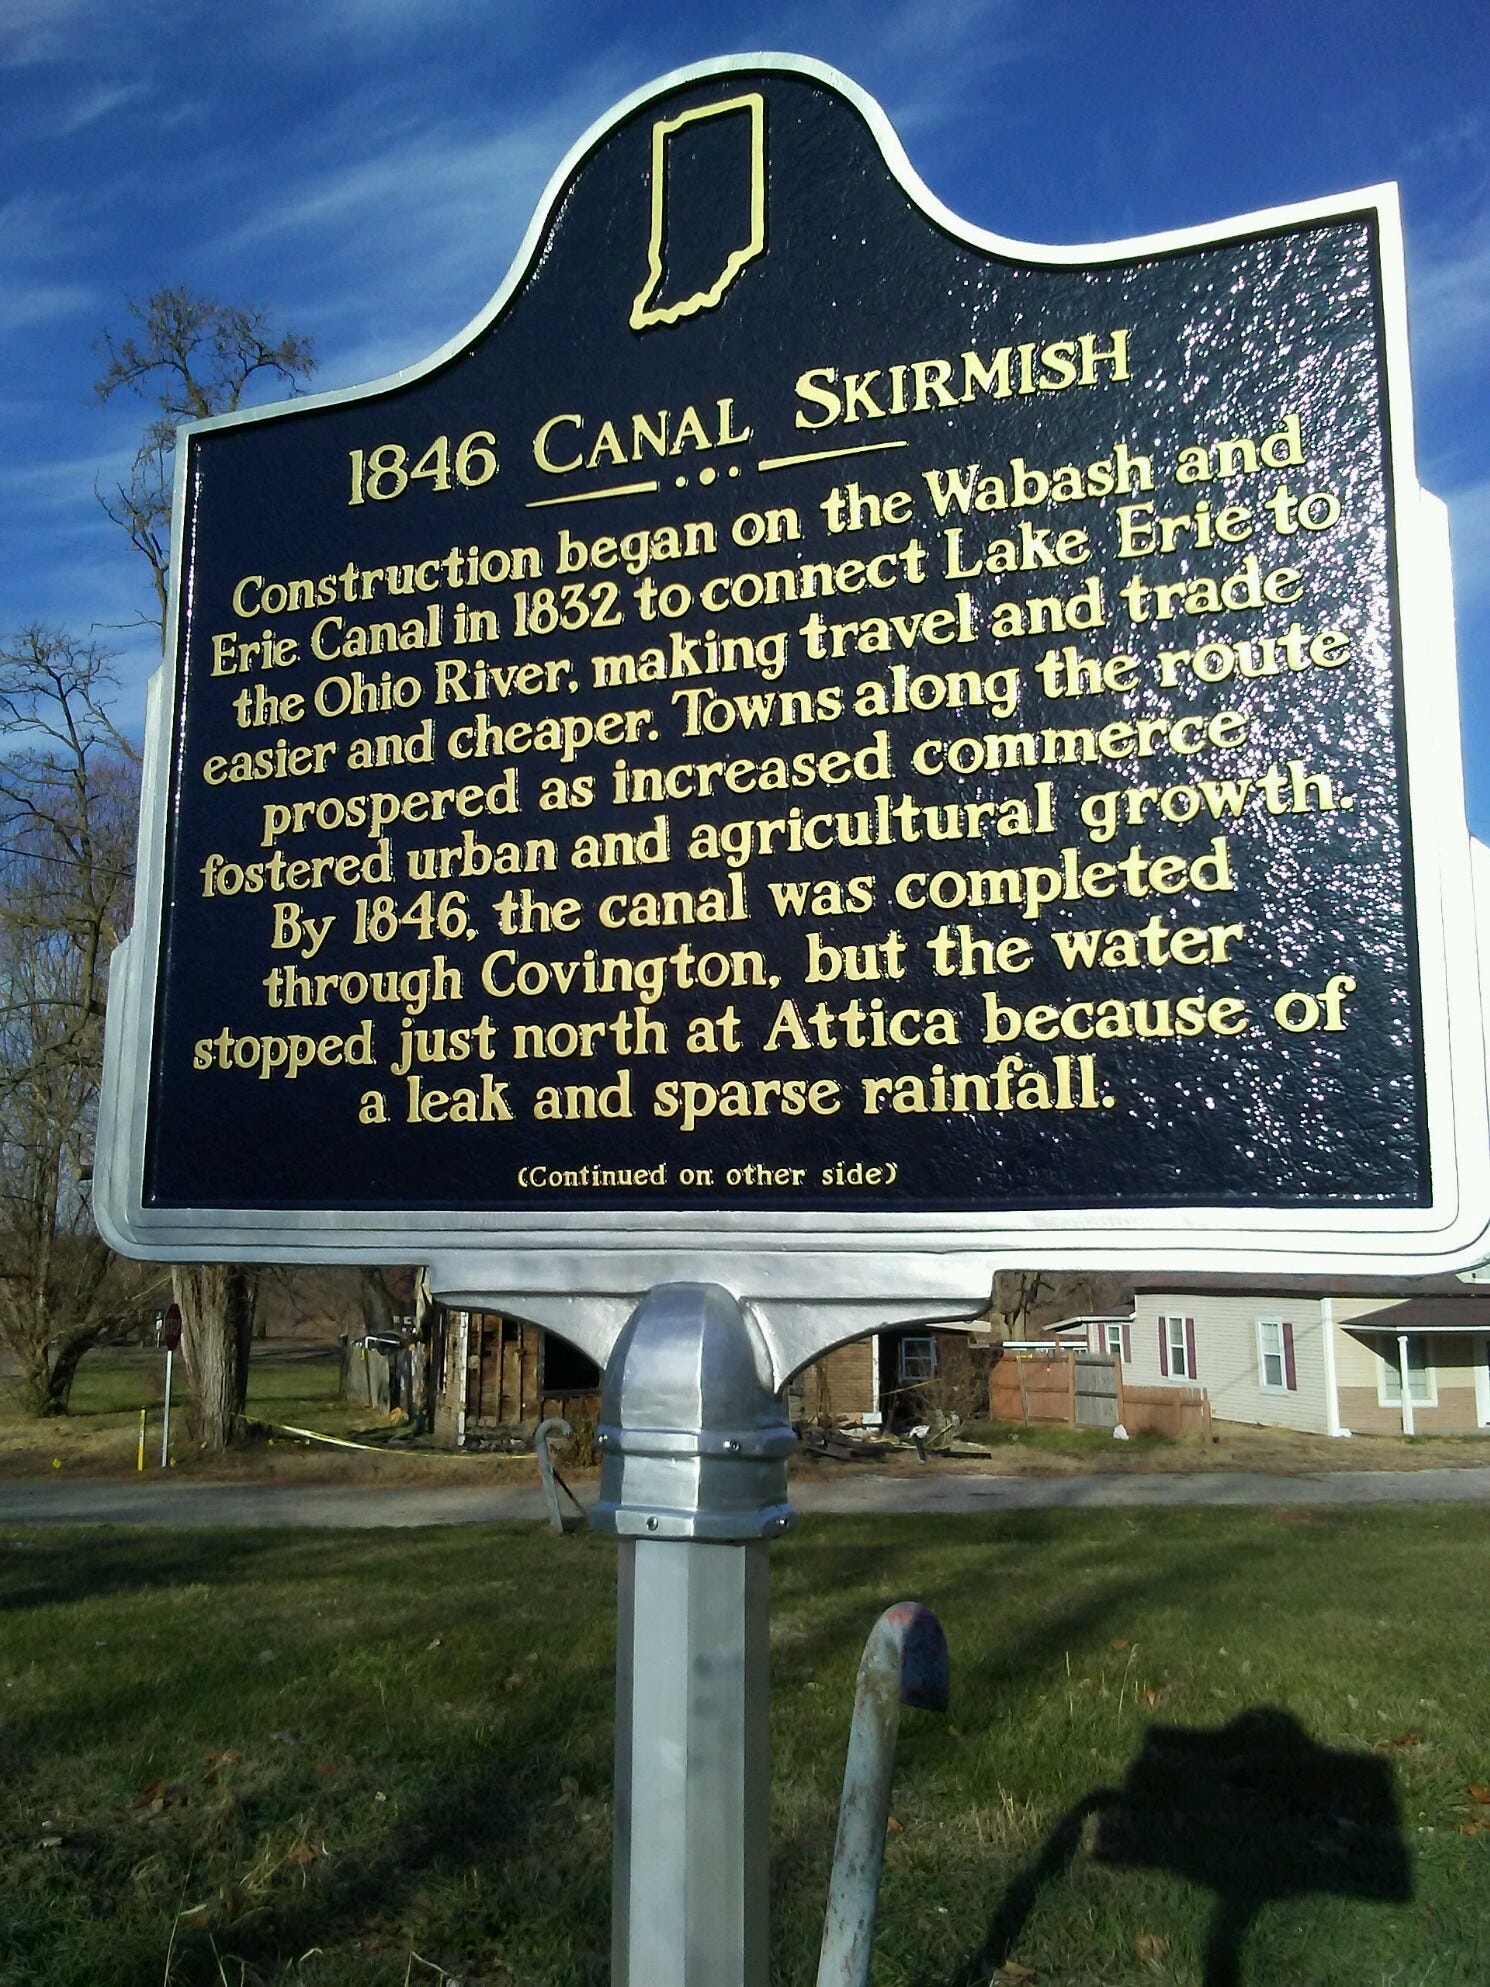 1846 CANAL SKIRMISH
Construction began on the Wabash and
Erie Canal in 1832 to connect Lake Erie to
the Ohio River, making travel and trade
easier and cheaper. Towns along the route
prospered as increased commerce
fostered urban and agricultural growth.
By 1846, the canal was completed
through Covington, but the water
stopped just north at Attica because of
a leak and sparse rainfall.
(Continued on other side)